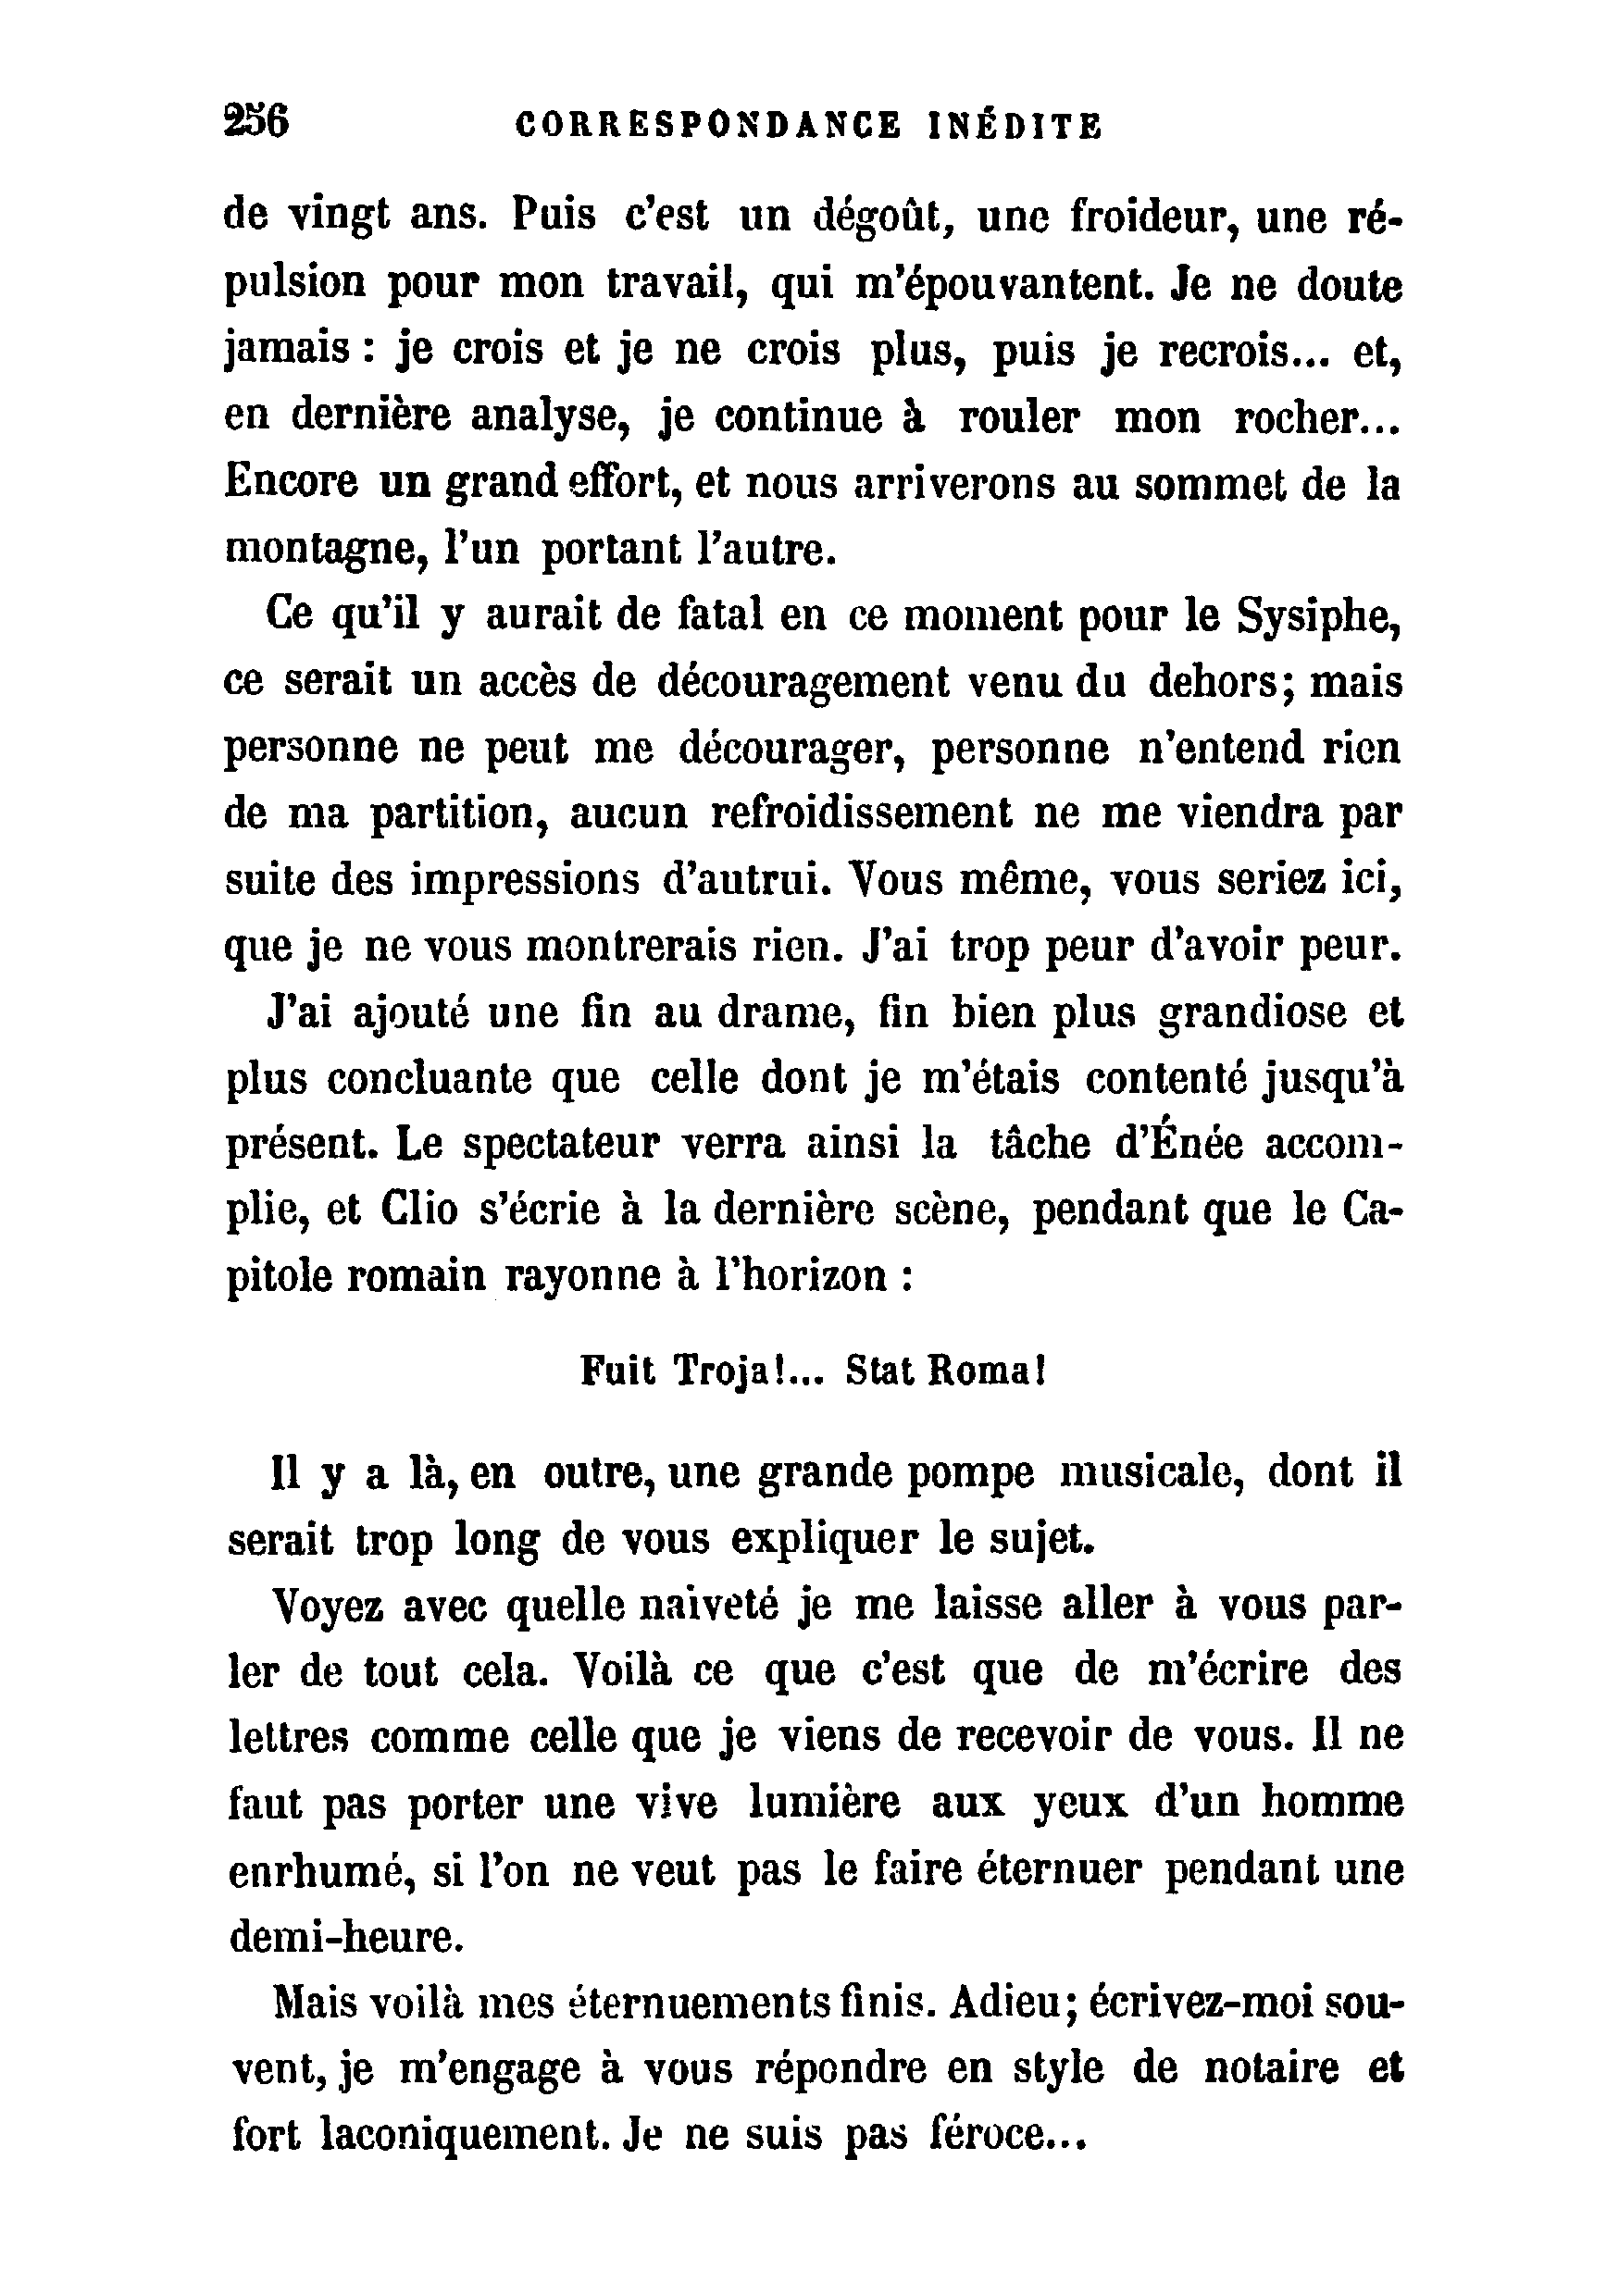 256 CORRESPONDANCE INÉDITE
de vingt ans. Puis c'est un dégoût, une froideur, une ré-
pulsion pour mon travail, qui m'épouvantent. Je ne doute
jamais : je crois et je ne crois plus, puis je recrois... et,
en dernière analyse, je continue à rouler mon rocher...
Encore un grand effort, et nous arriverons au sommet de la
montagne, l'un portant l'autre.
Ce qu'il y aurait de fatal en ce moment pour le Sysiphe,
ce serait un accès de découragement venu du dehors; mais
personne ne peut me décourager, personne n'entend rien
de ma partition, aucun refroidissement ne me viendra par
suite des impressions d'autrui. Vous même, vous seriez ici,
que je ne vous montrerais rien. J'ai trop peur d'avoir peur.
J'ai ajouté une fin au drame, fin bien plus grandiose et
plus concluante que celle dont je m'étais contenté jusqu'à
présent. Le spectateur verra ainsi la tâche d'Énée accom-
plie, et Clio s'écrie à la dernière scène, pendant que le Ca-
pitole romain rayonne à l'horizon :
Fuit Troja!... Stat Roma!
Il y a là, en outre, une grande pompe musicale, dont il
serait trop long de vous expliquer le sujet.
Voyez avec quelle naiveté je me laisse aller à vous par-
ler de tout cela. Voilà ce que c'est que de m'écrire des
lettres comme celle que je viens de recevoir de vous. Il ne
faut pas porter une vive lumière aux yeux d'un homme
enrhumé, si l'on ne veut pas le faire éternuer pendant une
demi-heure.
Mais voilà mes éternuements finis. Adieu; écrivez-moi sou-
vent, je m'engage à vous répondre en style de notaire et
fort laconiquement. Je ne suis pas féroce...